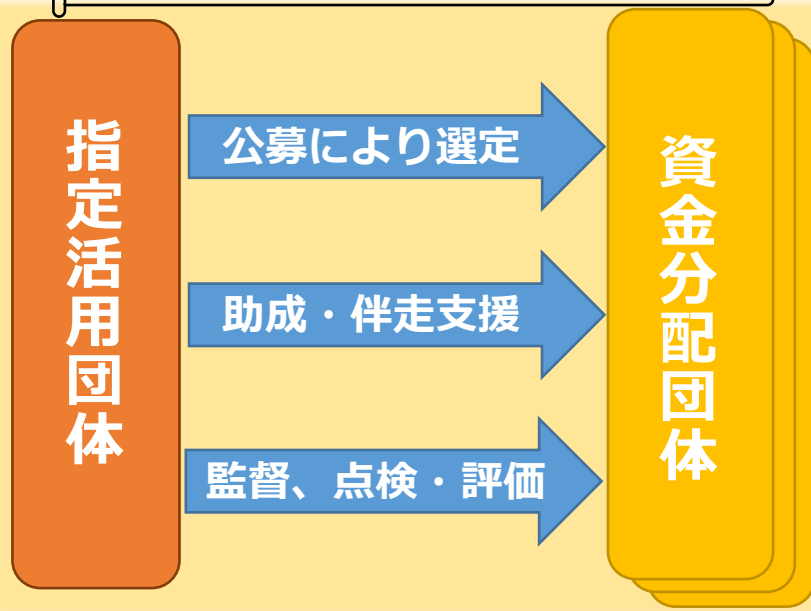 指定活用団体
公募により選定
助成・伴走支援
監督、点検・評価
資金分配団体